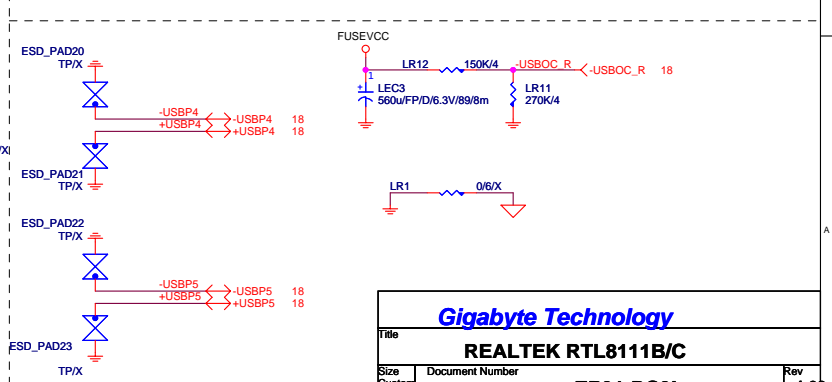 FUSEVCC
ESD_PAD20
TP/X
LR12 150K/4 -USBOC_R -USBOC_R 18
1
LEC3
560u/FP/D/6.3V/89/8m
LR11
270K/4
-USBP4 -USBP4 18
+USBP4 +USBP4 18
/X
ESD_PAD21
TP/X
LR1 0/6/X
ESD_PAD22
TP/X
A
-USBP5 -USBP5 18
+USBP5 +USBP5 18
ESD_PAD23
TP/X
Gigabyte Technology
Title
REALTEK RTL8111B/C
Size Document Number Rev